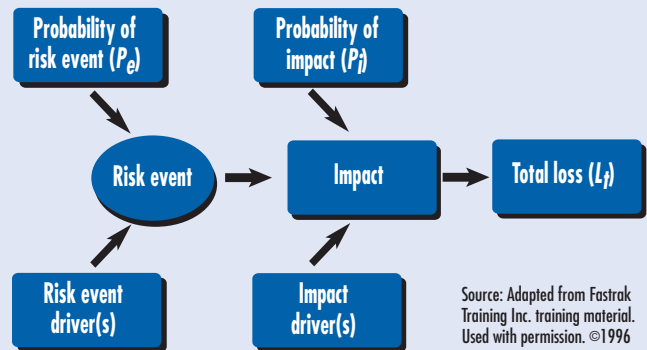 Probability of
risk event (Pe)
Probability of
impact (Pi)
Risk event
Impact
Total loss (Lt)
Risk event
driver(s)
Impact
driver(s)
Source: Adapted from Fastrak
Training Inc. training material.
Used with permission. ©1996